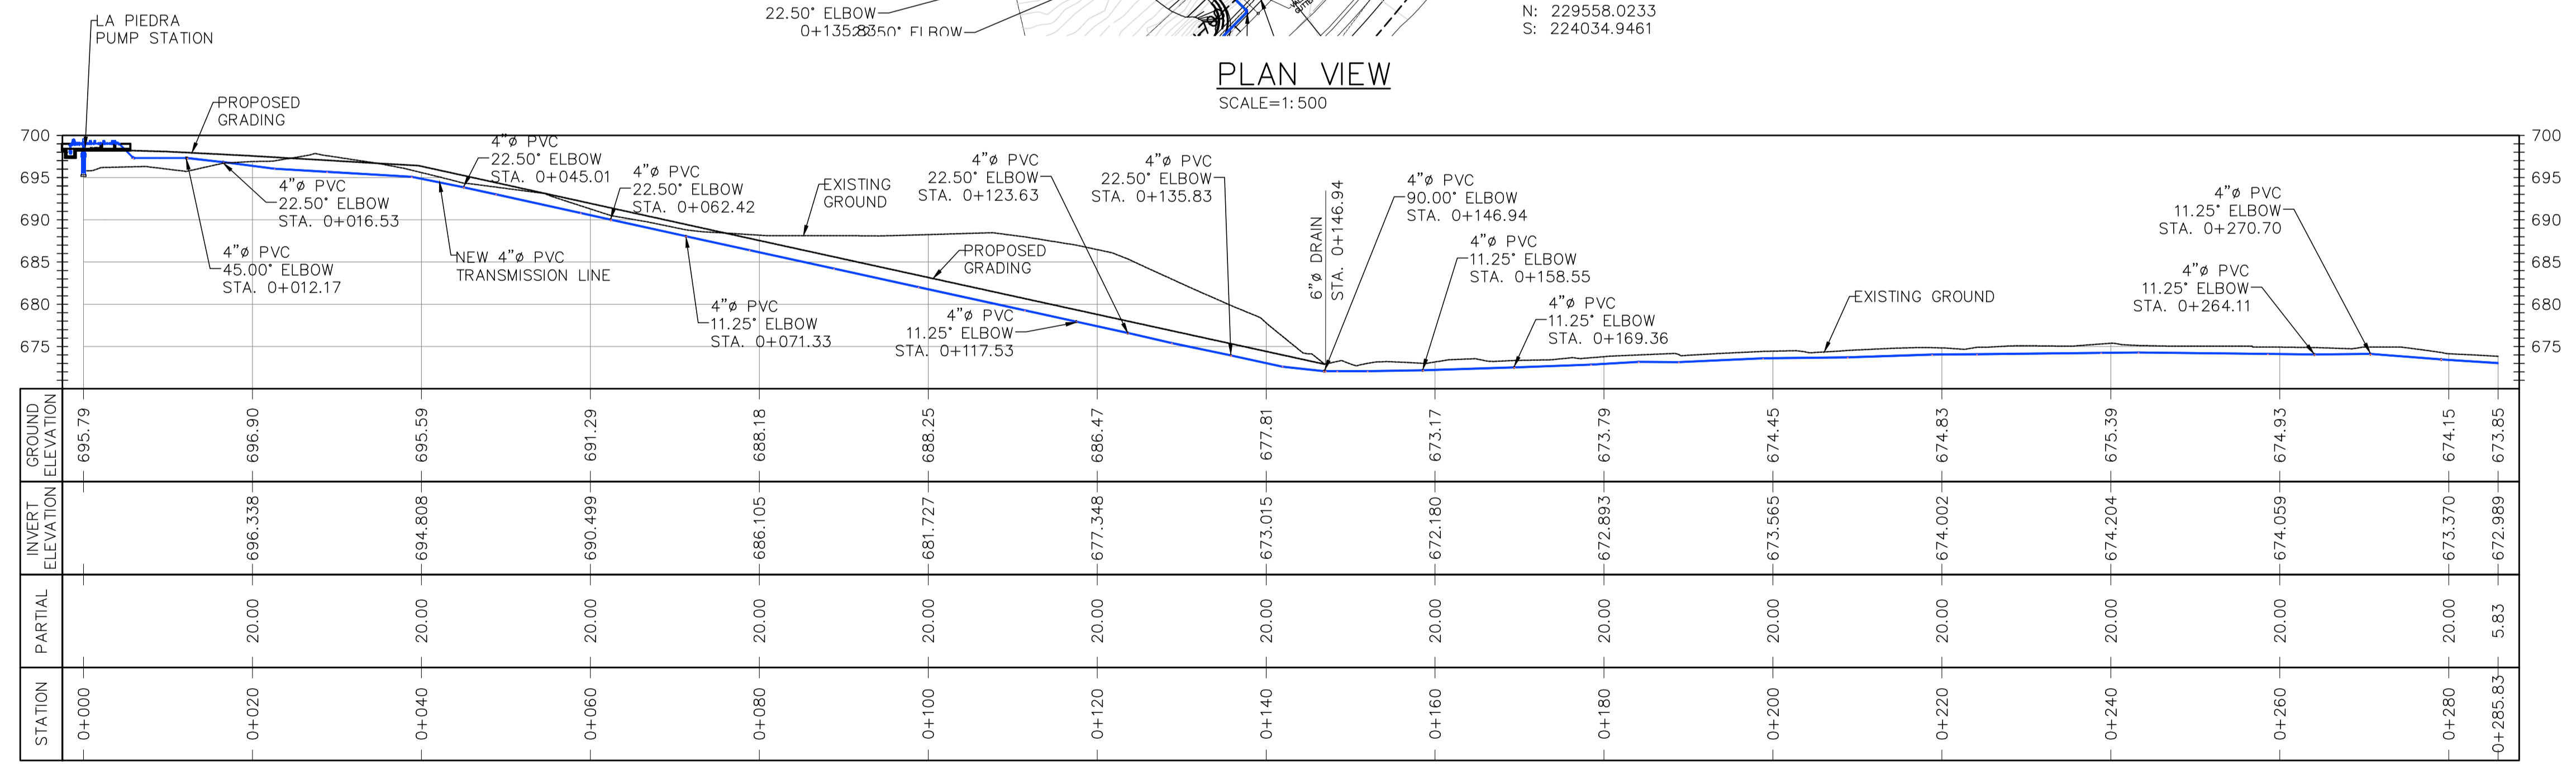 22.50° ELBOW
0+135.83
22.50° ELBOW
N: 229558.0233
S: 224034.9461
LA PIEDRA
PUMP STATION
PLAN VIEW
SCALE=1:500
PROPOSED
GRADING
700
695
690
685
680
675
700
695
690
685
680
675
4"ø PVC
45.00° ELBOW
STA. 0+012.17
4"ø PVC
22.50° ELBOW
STA. 0+016.53
4"ø PVC
22.50° ELBOW
STA. 0+045.01
NEW 4"ø PVC
TRANSMISSION LINE
4"ø PVC
22.50° ELBOW
STA. 0+062.42
4"ø PVC
11.25° ELBOW
STA. 0+071.33
EXISTING
GROUND
4"ø PVC
22.50° ELBOW
STA. 0+123.63
PROPOSED
GRADING
4"ø PVC
11.25° ELBOW
STA. 0+117.53
4"ø PVC
22.50° ELBOW
STA. 0+135.83
6"ø DRAIN
STA. 0+146.94
4"ø PVC
90.00° ELBOW
STA. 0+146.94
4"ø PVC
11.25° ELBOW
STA. 0+158.55
4"ø PVC
11.25° ELBOW
STA. 0+169.36
EXISTING GROUND
4"ø PVC
11.25° ELBOW
STA. 0+270.70
4"ø PVC
11.25° ELBOW
STA. 0+264.11
GROUND
ELEVATION
695.79 696.90 695.59 691.29 688.18 688.25 686.47 677.81 673.17 673.79 674.45 674.83 675.39 674.93 674.15 673.85
INVERT
ELEVATION
696.338 694.808 690.499 686.105 681.727 677.348 673.015 672.180 672.893 673.565 674.002 674.204 674.059 673.370 672.989
PARTIAL
20.00 20.00 20.00 20.00 20.00 20.00 20.00 20.00 20.00 20.00 20.00 20.00 20.00 20.00 5.83
STATION
0+000 0+020 0+040 0+060 0+080 0+100 0+120 0+140 0+160 0+180 0+200 0+220 0+240 0+260 0+280 0+285.83